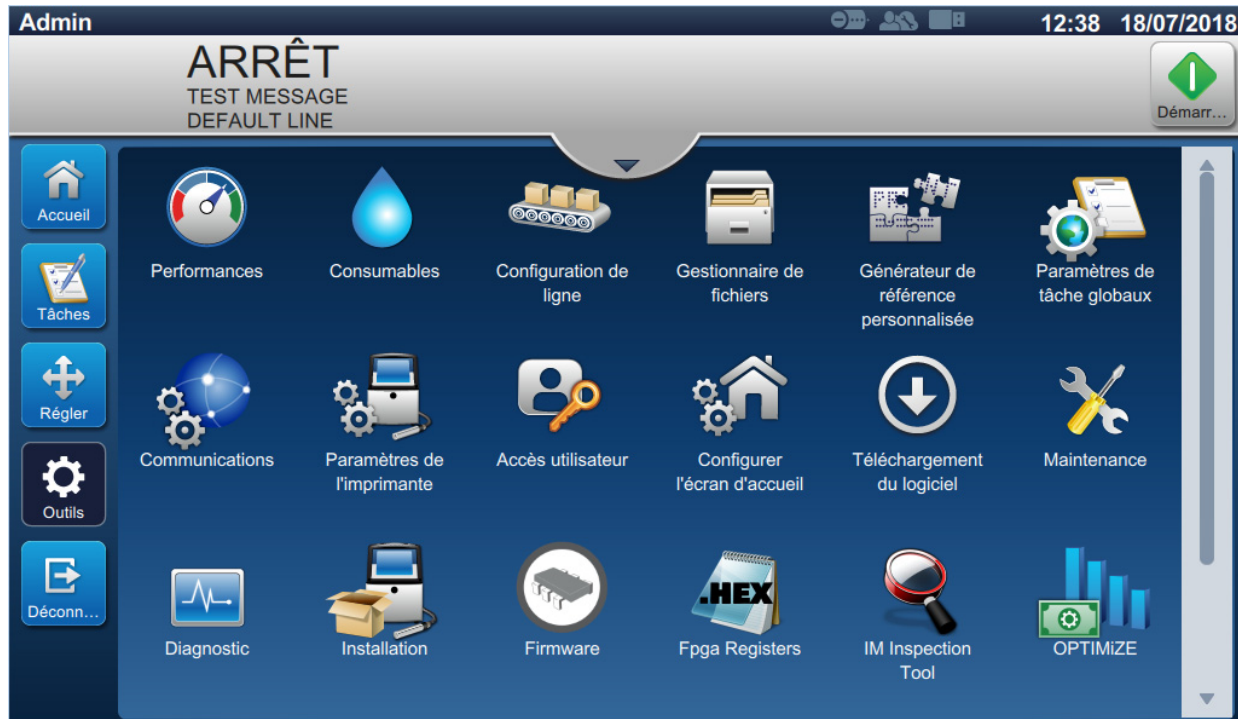 Admin
12:38 18/07/2018
ARRÊT
TEST MESSAGE
DEFAULT LINE
Démarr...
Accueil
Tâches
Régler
Outils
Déconn...
Performances
Consumables
Configuration de
ligne
Gestionnaire de
fichiers
Générateur de
référence
personnalisée
Paramètres de
tâche globaux
Communications
Paramètres de
l'imprimante
Accès utilisateur
Configurer
l'écran d'accueil
Téléchargement
du logiciel
Maintenance
Diagnostic
Installation
Firmware
.HEX
Fpga Registers
IM Inspection
Tool
OPTIMiZE